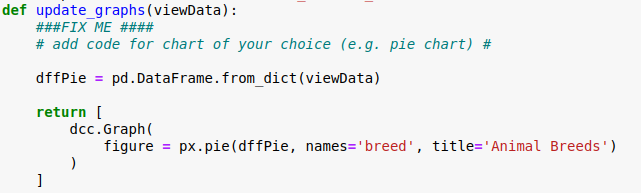 def update_graphs(viewData):
    ###FIX ME ####
    # add code for chart of your choice (e.g. pie chart) #
    dffPie = pd.DataFrame.from_dict(viewData)
    return [
        dcc.Graph(
            figure = px.pie(dffPie, names='breed', title='Animal Breeds')
        )
    ]